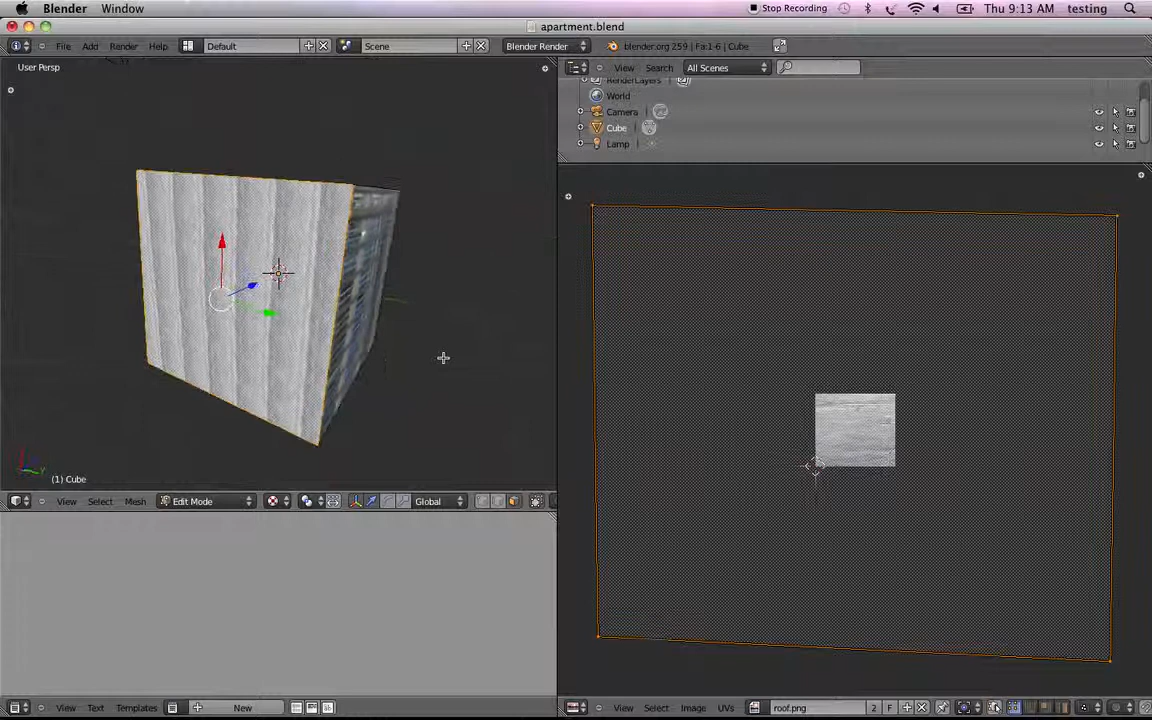 Blender Window Stop Recording Thu 9:13 AM testing
apartment.blend
File Add Render Help Default Scene Blender Render blender.org 259 | Fa:1-6 | Cube
User Persp
View Search All Scenes
RenderLayers
World
Camera
Cube
Lamp
(1) Cube
View Select Mesh Edit Mode Global
View Text Templates New
View Select Image UVs roof.png 2 F